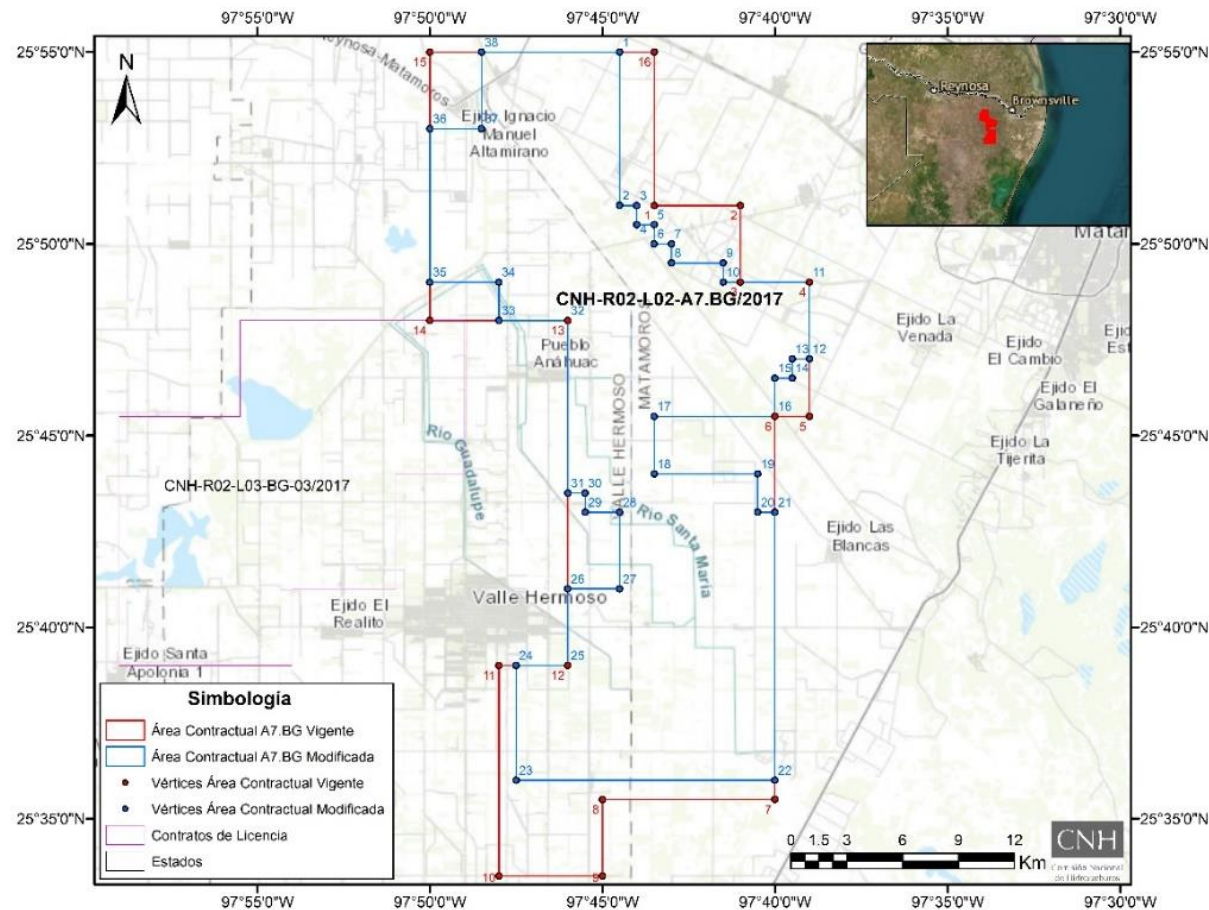 97°55'0"W 97°50'0"W 97°45'0"W 97°40'0"W 97°35'0"W 97°30'0"W
25°55'0"N
25°50'0"N
25°45'0"N
25°40'0"N
25°35'0"N
25°55'0"N
25°50'0"N
25°45'0"N
25°40'0"N
25°35'0"N
N
Reynosa-Matamoros
15
38
1
16
36
37
Ejido Ignacio
Manuel
Altamirano
2
3
1
5
2
4
6
7
8
9
10
3
4
11
35
34
CNH-R02-L02-A7.BG/2017
33
14
32
13
Pueblo
Anáhuac
MATAMOROS
VALLE HERMOSO
13
12
15
14
17
16
6
5
18
19
20
21
31
30
29
28
26
27
Rio Guadalupe
Rio Santa Maria
CNH-R02-L03-BG-03/2017
Valle Hermoso
Ejido El
Realito
Ejido Santa
Apolonia 1
Ejido La
Venada
Ejido
El Cambio
Ejido El
Galaneño
Ejido La
Tijerita
Ejido Las
Blancas
24
25
11
12
23
22
8
7
10
9
Reynosa
Brownsville
Simbología
Área Contractual A7.BG Vigente
Área Contractual A7.BG Modificada
Vértices Área Contractual Vigente
Vértices Área Contractual Modificada
Contratos de Licencia
Estados
0 1.5 3 6 9 12
Km
CNH
Comisión Nacional
de Hidrocarburos
97°55'0"W 97°50'0"W 97°45'0"W 97°40'0"W 97°35'0"W 97°30'0"W